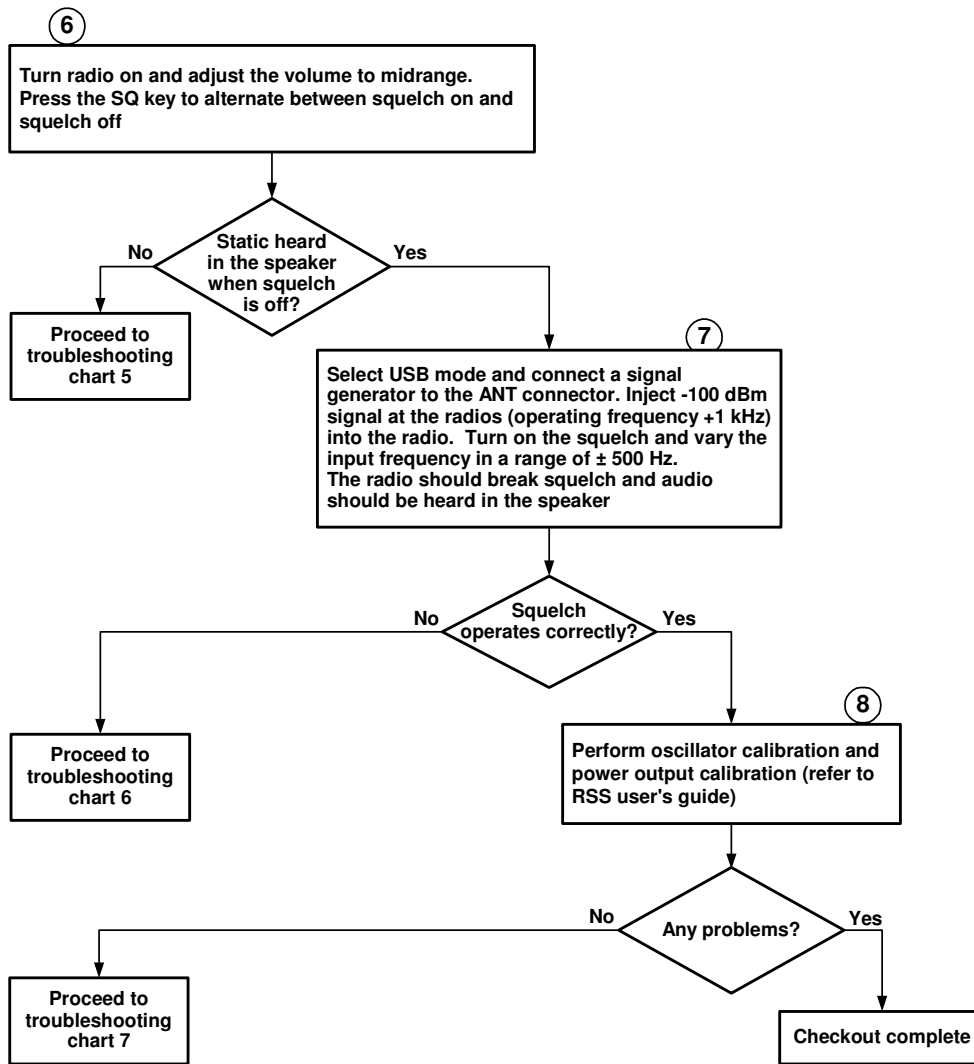 6
Turn radio on and adjust the volume to midrange.
Press the SQ key to alternate between squelch on and
squelch off
Static heard
in the speaker
when squelch
is off?
No
Yes
Proceed to
troubleshooting
chart 5
7
Select USB mode and connect a signal
generator to the ANT connector. Inject -100 dBm
signal at the radios (operating frequency +1 kHz)
into the radio.  Turn on the squelch and vary the
input frequency in a range of ± 500 Hz.
The radio should break squelch and audio
should be heard in the speaker
Squelch
operates correctly?
No
Yes
Proceed to
troubleshooting
chart 6
8
Perform oscillator calibration and
power output calibration (refer to
RSS user's guide)
Any problems?
No
Yes
Proceed to
troubleshooting
chart 7
Checkout complete